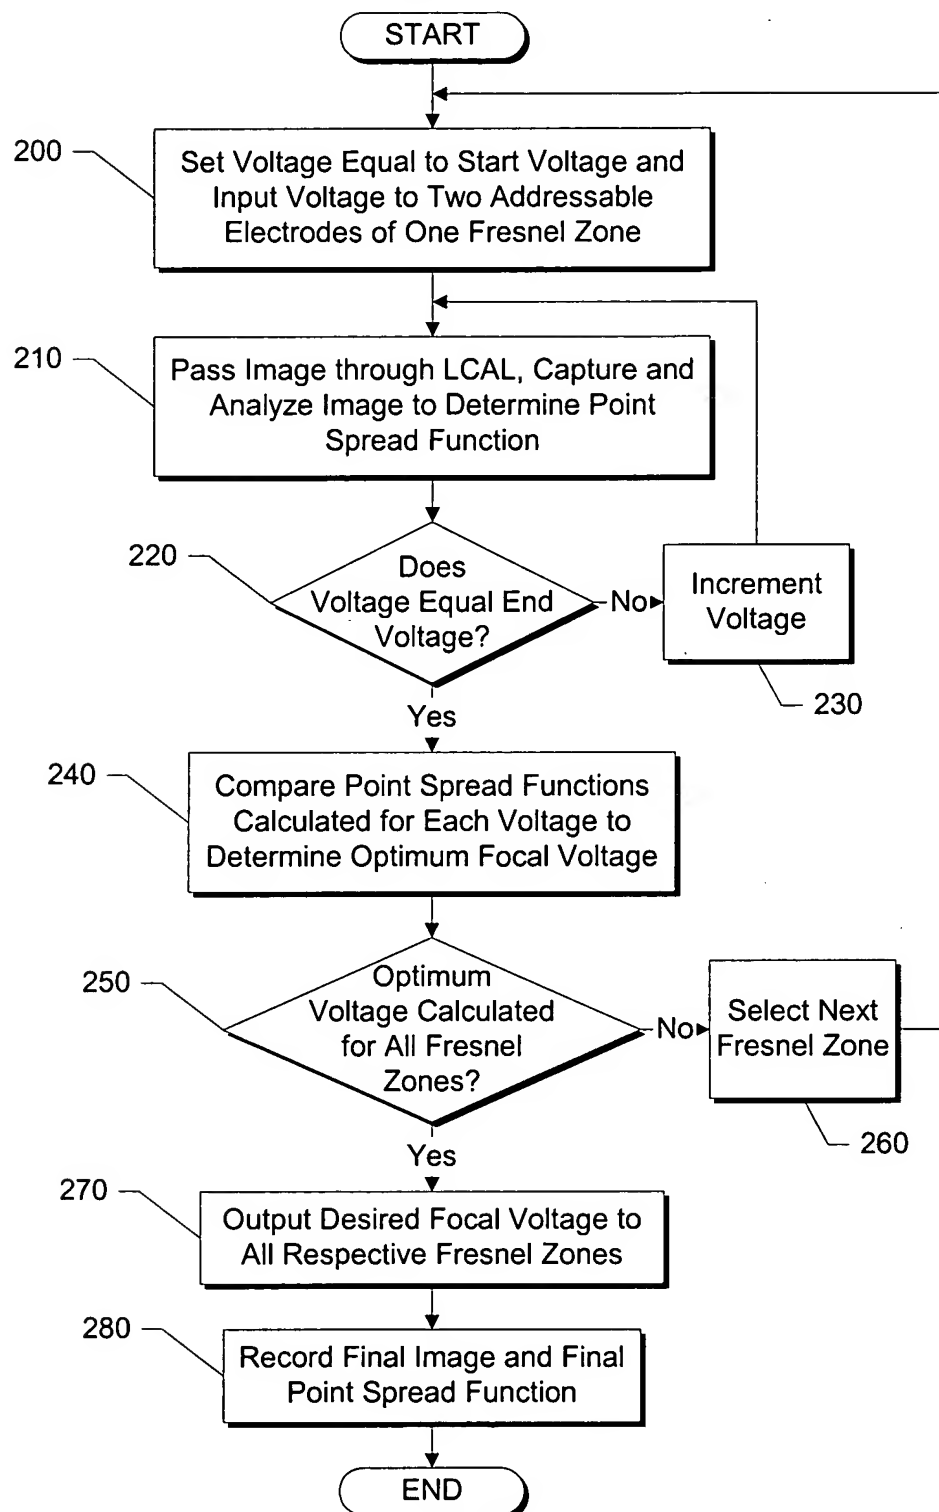 START
200
Set Voltage Equal to Start Voltage and
Input Voltage to Two Addressable
Electrodes of One Fresnel Zone
210
Pass Image through LCAL, Capture and
Analyze Image to Determine Point
Spread Function
220
Does
Voltage Equal End
Voltage?
No
Increment
Voltage
230
Yes
240
Compare Point Spread Functions
Calculated for Each Voltage to
Determine Optimum Focal Voltage
250
Optimum
Voltage Calculated
for All Fresnel
Zones?
No
Select Next
Fresnel Zone
260
Yes
270
Output Desired Focal Voltage to
All Respective Fresnel Zones
280
Record Final Image and Final
Point Spread Function
END